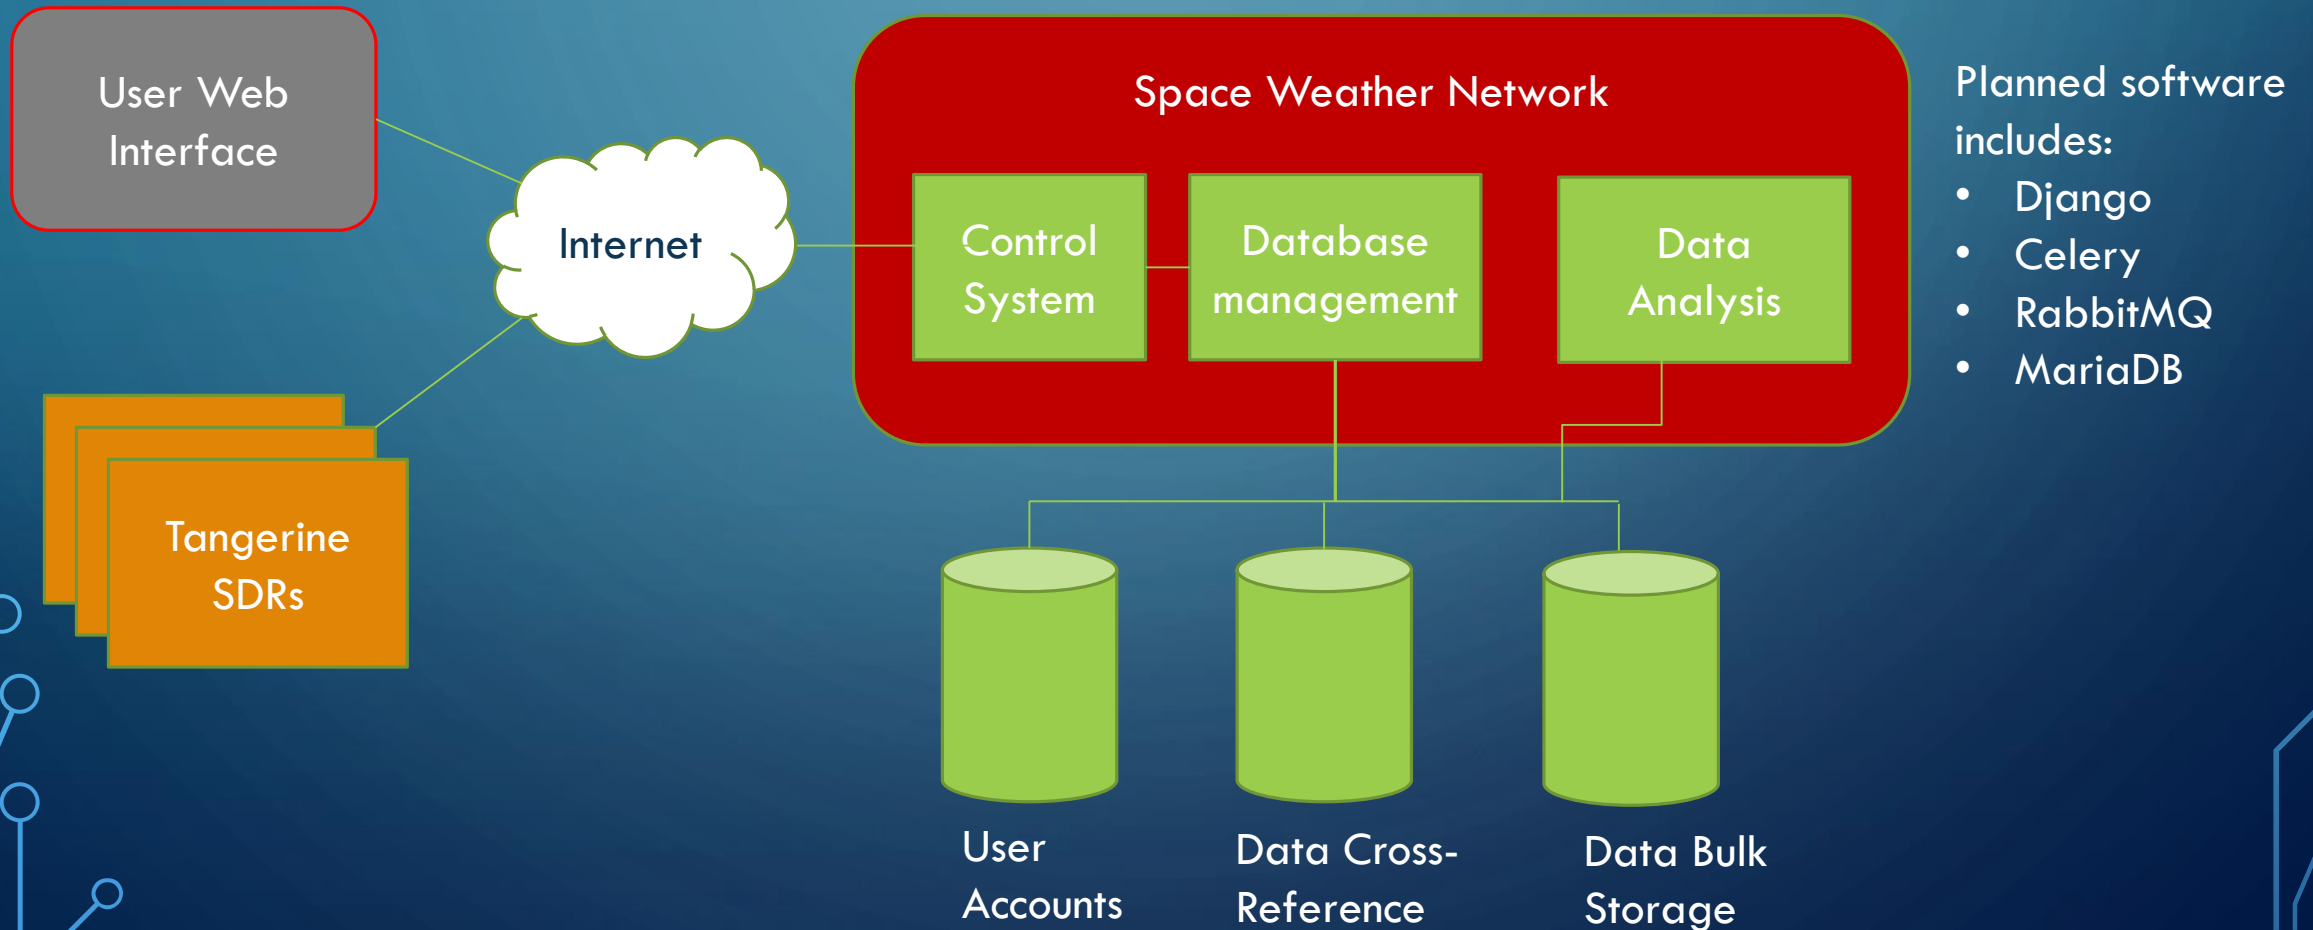 User Web
Interface
Space Weather Network
Planned software
includes:
• Django
• Celery
• RabbitMQ
• MariaDB
Internet
Control
System
Database
management
Data
Analysis
Tangerine
SDRs
User
Accounts
Data Cross-
Reference
Data Bulk
Storage